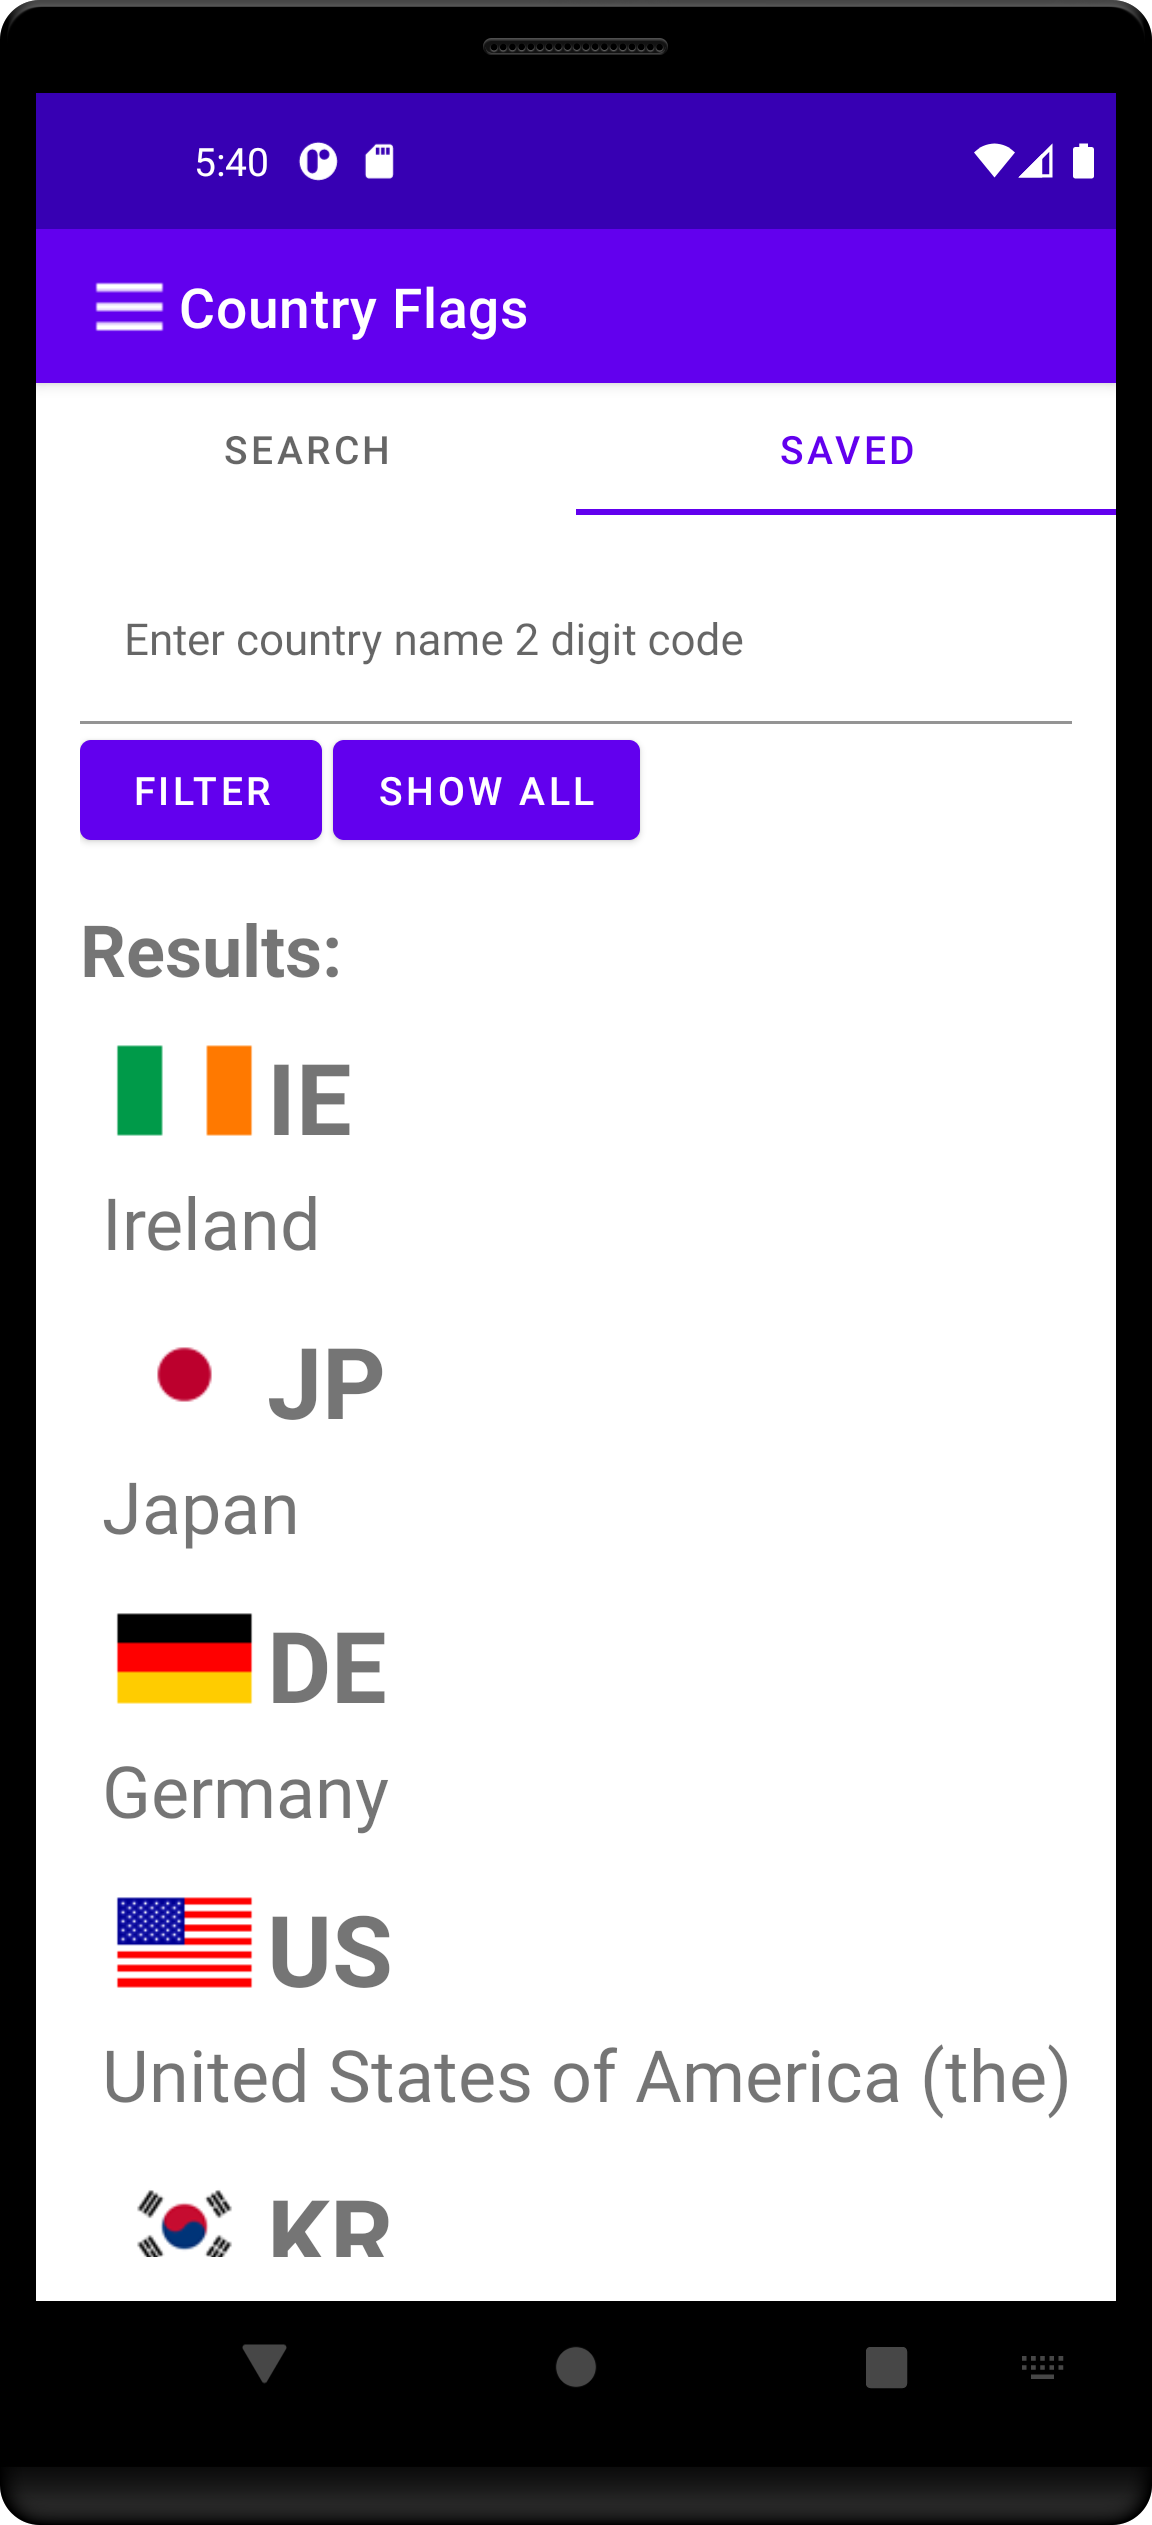 5:40
Country Flags
SEARCH
SAVED
Enter country name 2 digit code
FILTER
SHOW ALL
Results:
IE
Ireland
JP
Japan
DE
Germany
US
United States of America (the)
KR